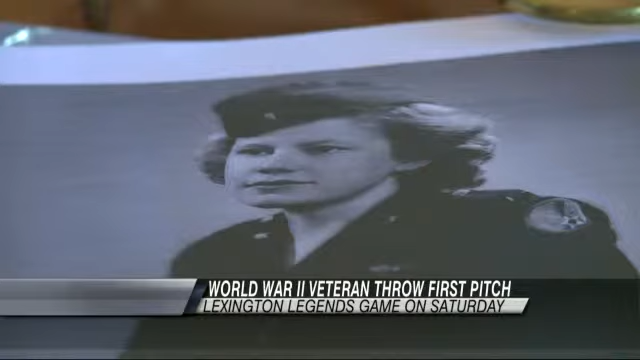 WORLD WAR II VETERAN THROW FIRST PITCH
LEXINGTON LEGENDS GAME ON SATURDAY